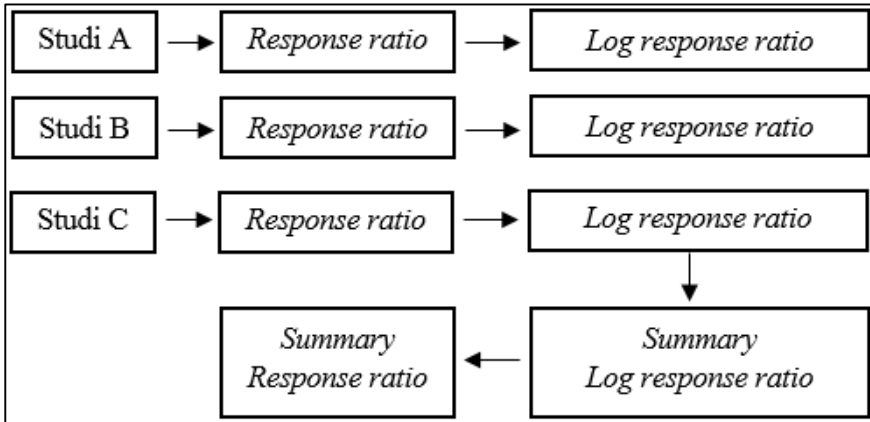 Studi A
Response ratio
Log response ratio
Studi B
Response ratio
Log response ratio
Studi C
Response ratio
Log response ratio
Summary
Response ratio
Summary
Log response ratio